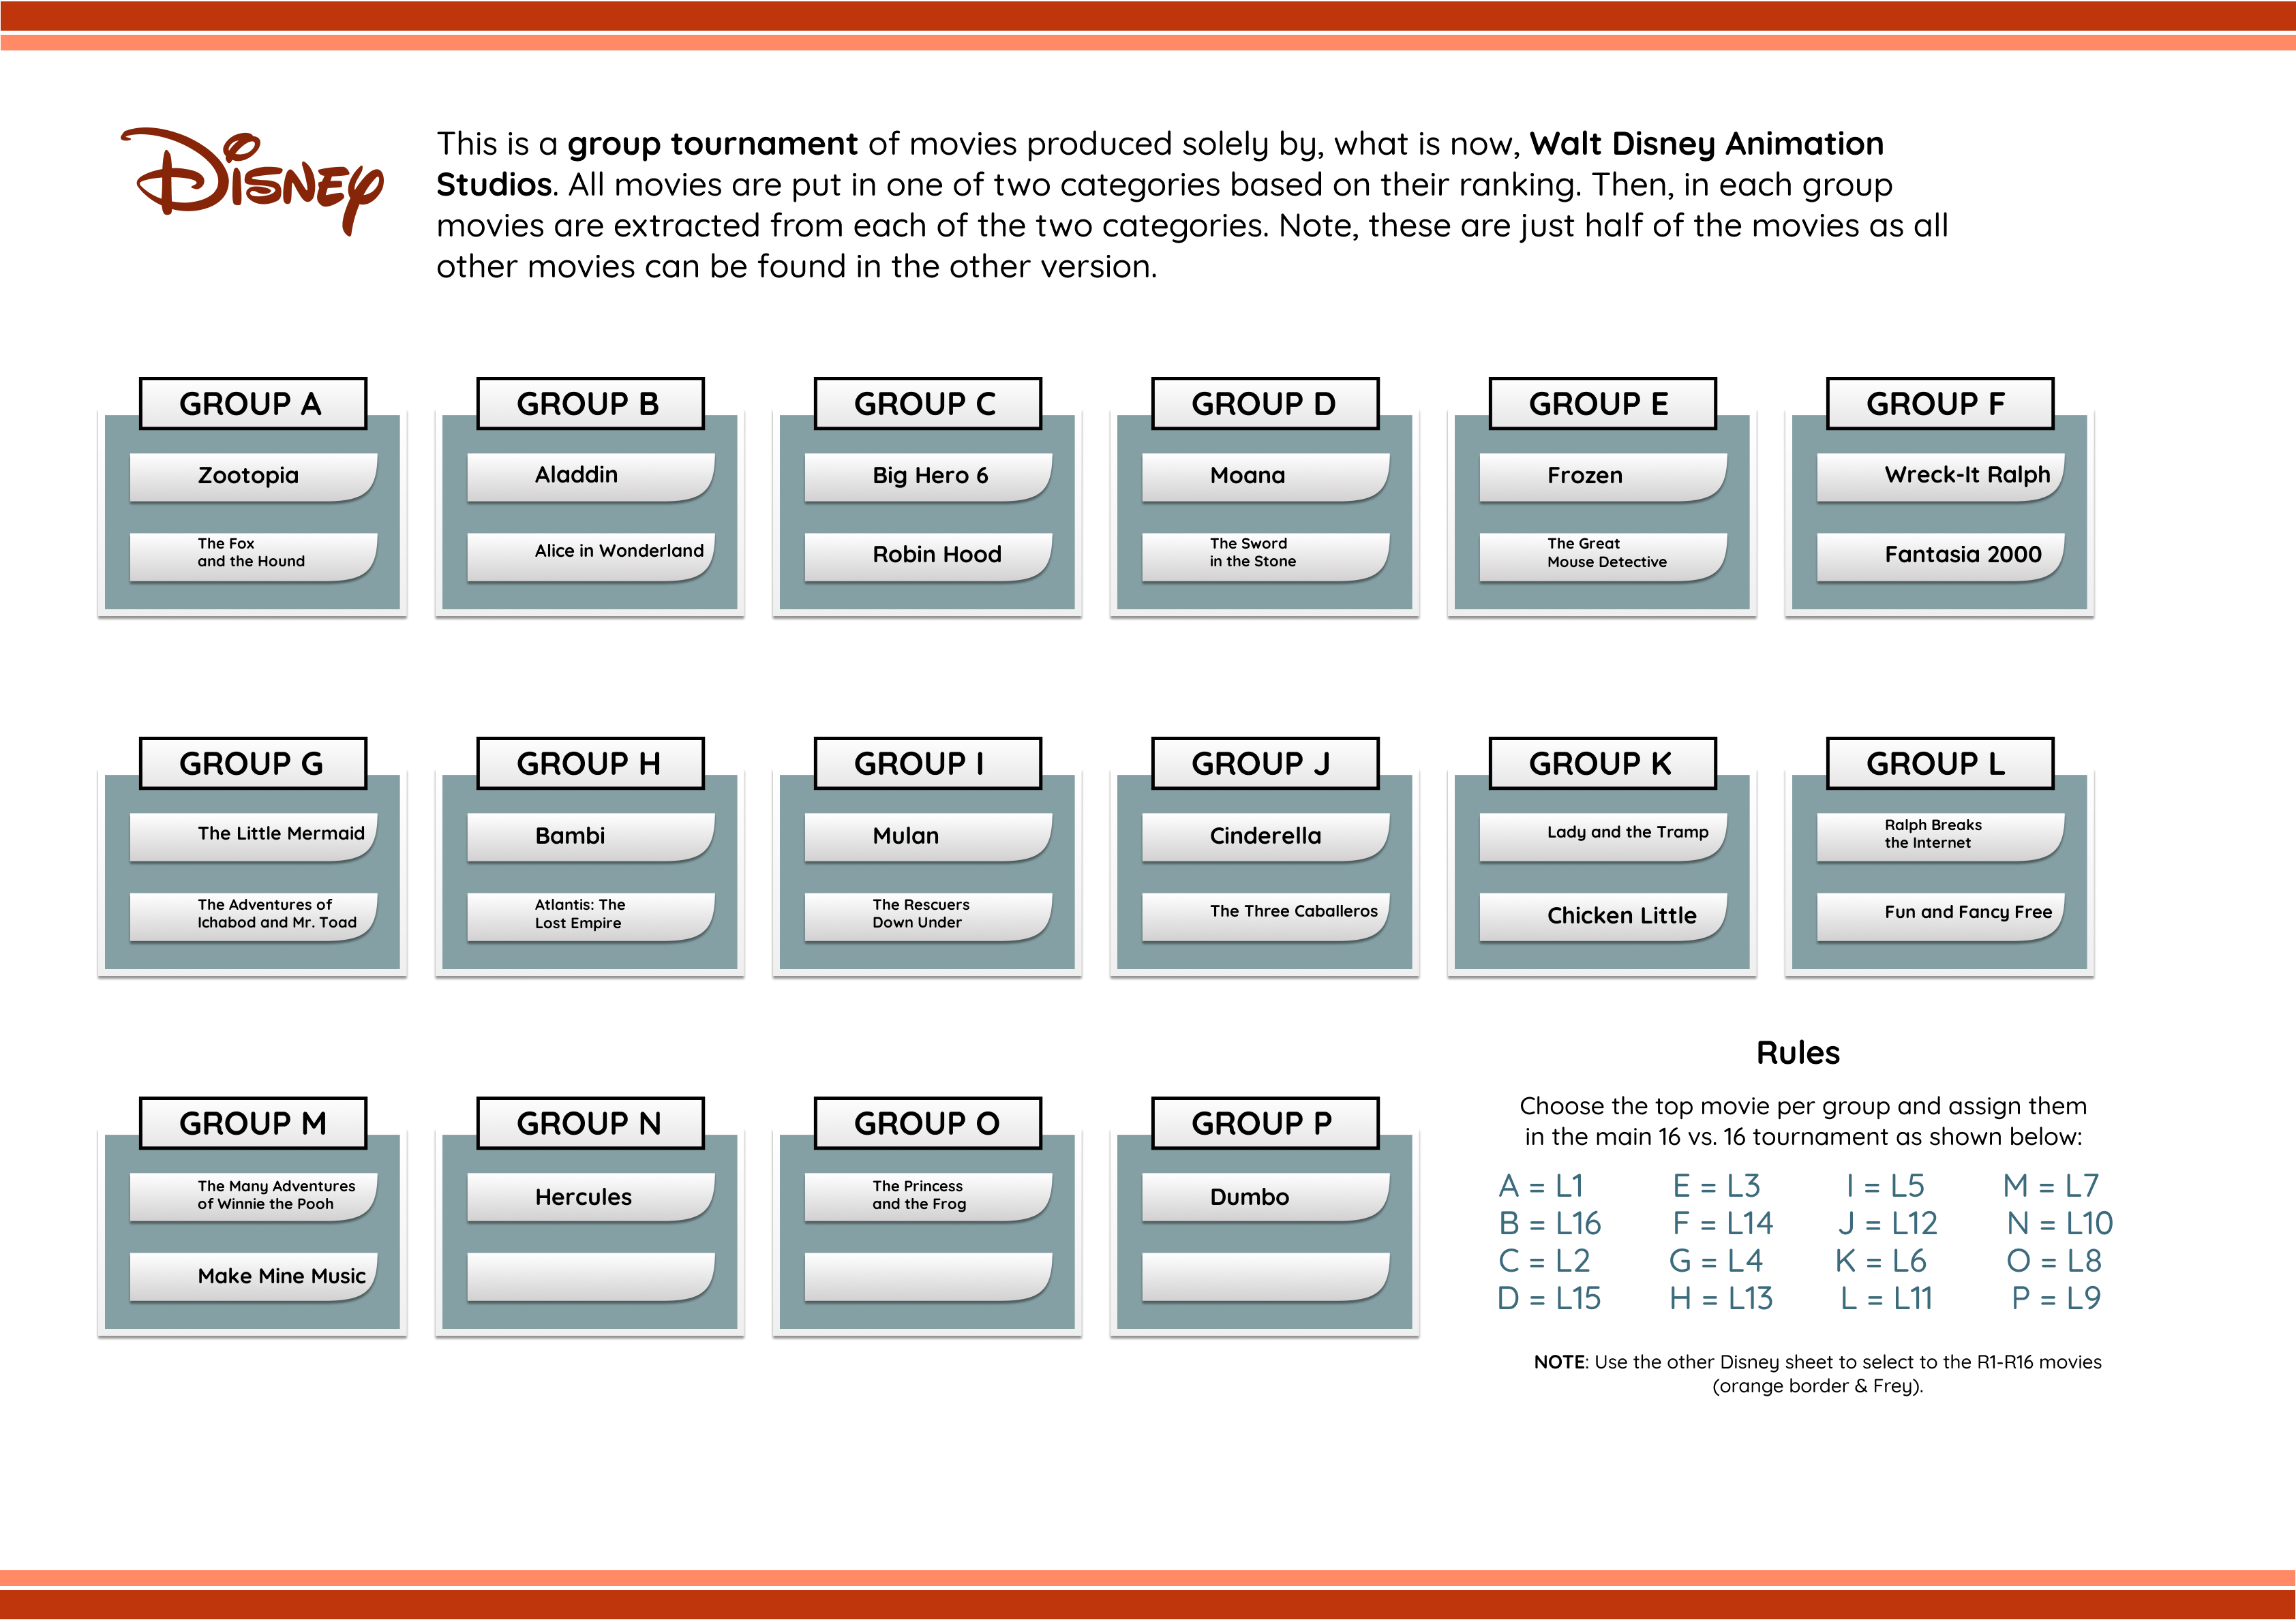 Disney
This is a group tournament of movies produced solely by, what is now, Walt Disney Animation
Studios. All movies are put in one of two categories based on their ranking. Then, in each group
movies are extracted from each of the two categories. Note, these are just half of the movies as all
other movies can be found in the other version.
GROUP A
Zootopia
The Fox
and the Hound
GROUP B
Aladdin
Alice in Wonderland
GROUP C
Big Hero 6
Robin Hood
GROUP D
Moana
The Sword
in the Stone
GROUP E
Frozen
The Great
Mouse Detective
GROUP F
Wreck-It Ralph
Fantasia 2000
GROUP G
The Little Mermaid
The Adventures of
Ichabod and Mr. Toad
GROUP H
Bambi
Atlantis: The
Lost Empire
GROUP I
Mulan
The Rescuers
Down Under
GROUP J
Cinderella
The Three Caballeros
GROUP K
Lady and the Tramp
Chicken Little
GROUP L
Ralph Breaks
the Internet
Fun and Fancy Free
GROUP M
The Many Adventures
of Winnie the Pooh
Make Mine Music
GROUP N
Hercules
GROUP O
The Princess
and the Frog
GROUP P
Dumbo
Rules
Choose the top movie per group and assign them
in the main 16 vs. 16 tournament as shown below:
A = L1 E = L3 I = L5 M = L7
B = L16 F = L14 J = L12 N = L10
C = L2 G = L4 K = L6 O = L8
D = L15 H = L13 L = L11 P = L9
NOTE: Use the other Disney sheet to select to the R1-R16 movies
(orange border & Frey).